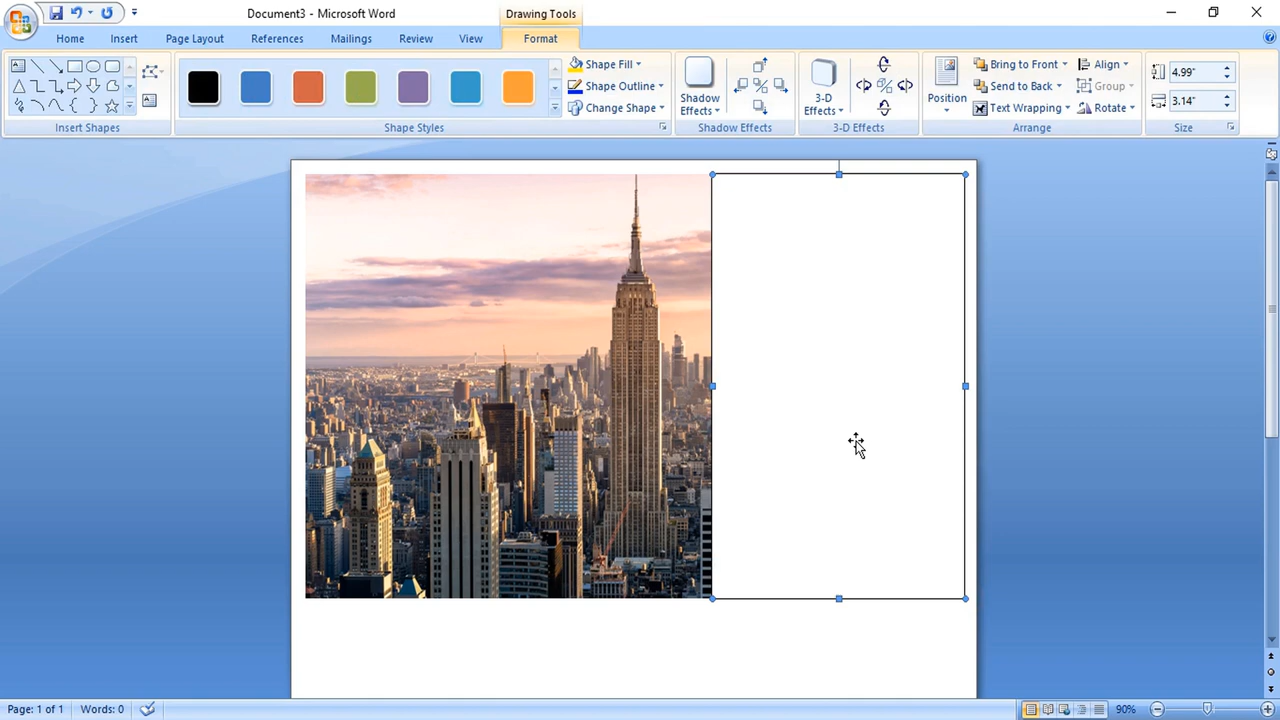 Document3 - Microsoft Word
Drawing Tools
Home
Insert
Page Layout
References
Mailings
Review
View
Format
Shape Fill
Shape Outline
Change Shape
Shadow
Effects
3-D
Effects
Position
Bring to Front
Send to Back
Text Wrapping
Align
Group
Rotate
4.99"
3.14"
Insert Shapes
Shape Styles
Shadow Effects
3-D Effects
Arrange
Size
Page: 1 of 1
Words: 0
90%